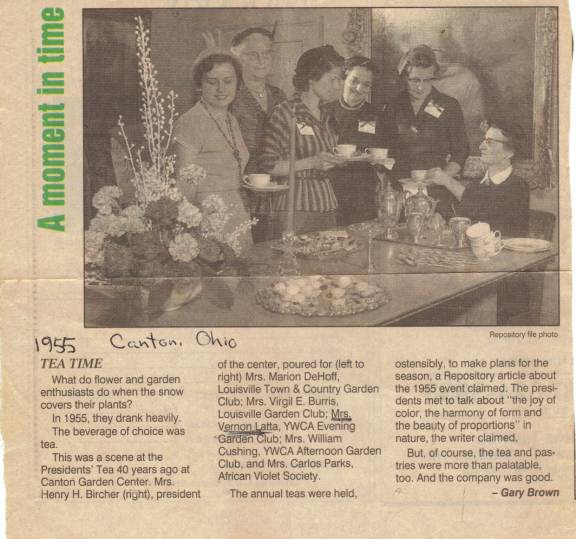 A moment in time
Repository file photo
1955 Canton, Ohio
TEA TIME
What do flower and garden
enthusiasts do when the snow
covers their plants?
In 1955, they drank heavily.
The beverage of choice was
tea.
This was a scene at the
Presidents' Tea 40 years ago at
Canton Garden Center. Mrs.
Henry H. Bircher (right), president
of the center, poured for (left to
right) Mrs. Marion DeHoff,
Louisville Town & Country Garden
Club; Mrs. Virgil E. Burris,
Louisville Garden Club; Mrs.
Vernon Latta, YWCA Evening
Garden Club; Mrs. William
Cushing, YWCA Afternoon Garden
Club, and Mrs. Carlos Parks,
African Violet Society.
The annual teas were held,
ostensibly, to make plans for the
season, a Repository article about
the 1955 event claimed. The presi-
dents met to talk about "the joy of
color, the harmony of form and
the beauty of proportions" in
nature, the writer claimed.
But, of course, the tea and pas-
tries were more than palatable,
too. And the company was good.
– Gary Brown